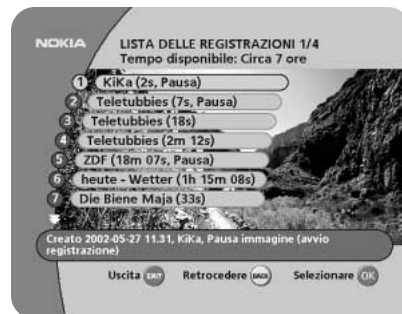 NOKIA
LISTA DELLE REGISTRAZIONI 1/4
Tempo disponibile: Circa 7 ore
1 KiKa (2s, Pausa)
2 Teletubbies (7s, Pausa)
3 Teletubbies (18s)
4 Teletubbies (2m 12s)
5 ZDF (18m 07s, Pausa)
6 heute - Wetter (1h 15m 08s)
7 Die Biene Maja (33s)
Creato 2002-05-27 11.31, KiKa, Pausa immagine (avvio
registrazione)
Uscita EXIT Retrocedere BACK Selezionare OK